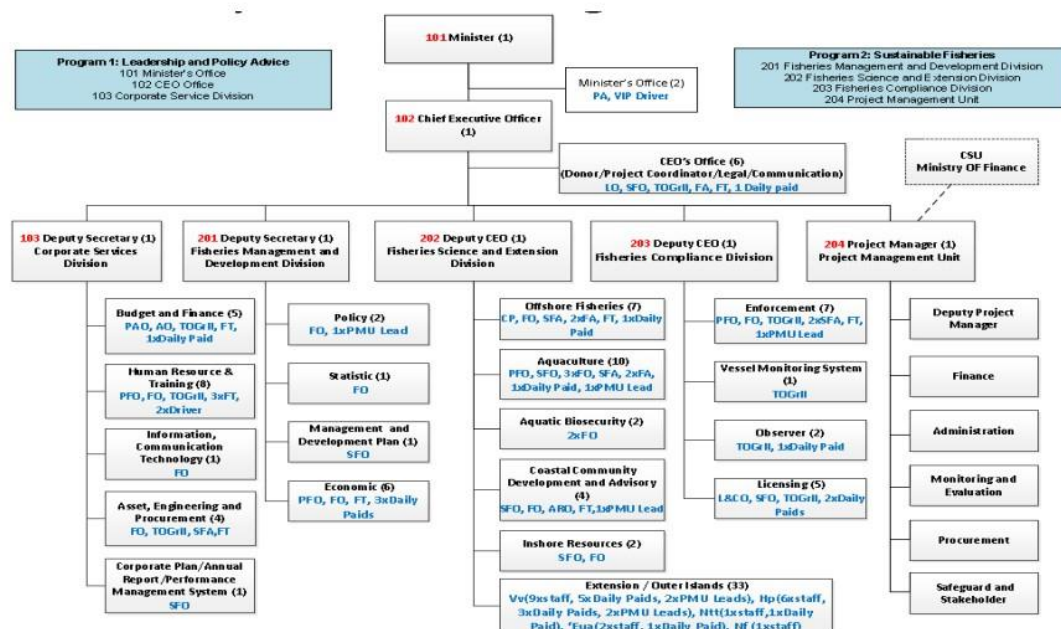 101 Minister (1)
Program 1: Leadership and Policy Advice
101 Minister's Office
102 CEO Office
103 Corporate Service Division
Program 2: Sustainable Fisheries
201 Fisheries Management and Development Division
202 Fisheries Science and Extension Division
203 Fisheries Compliance Division
204 Project Management Unit
Minister's Office (2)
PA, VIP Driver
102 Chief Executive Officer
(1)
CEO's Office (6)
(Donor/Project Coordinator/Legal/Communication)
LO, SFO, TOGrII, FA, FT, 1 Daily paid
CSU
Ministry OF Finance
103 Deputy Secretary (1)
Corporate Services
Division
201 Deputy Secretary (1)
Fisheries Management and
Development Division
202 Deputy CEO (1)
Fisheries Science and Extension
Division
203 Deputy CEO (1)
Fisheries Compliance Division
204 Project Manager (1)
Project Management Unit
Budget and Finance (5)
PAO, AO, TOGrII, FT,
1xDaily Paid
Human Resource &
Training (8)
PFO, FO, TOGrII, 3xFT,
2xDriver
Information,
Communication
Technology (1)
FO
Asset, Engineering and
Procurement (4)
FO, TOGrII, SFA,FT
Corporate Plan/Annual
Report/Performance
Management System (1)
SFO
Policy (2)
FO, 1xPMU Lead
Statistic (1)
FO
Management and
Development Plan (1)
SFO
Economic (6)
PFO, FO, FT, 3xDaily
Paids
Offshore Fisheries (7)
CP, FO, SFA, 2xFA, FT, 1xDaily
Paid
Aquaculture (10)
PFO, SFO, 3xFO, SFA, 2xFA,
1xDaily Paid, 1xPMU Lead
Aquatic Biosecurity (2)
2xFO
Coastal Community
Development and Advisory
(4)
SFO, FO, ARO, FT,1xPMU Lead
Inshore Resources (2)
SFO, FO
Extension / Outer Islands (33)
Vv(9xstaff, 5xDaily Paids, 2xPMU Leads), Hp(6xstaff,
3xDaily Paids, 2xPMU Leads), Ntt(1xstaff,1xDaily
Paid), 'Eua(2xstaff, 1xDaily Paid), Nf (1xstaff)
Enforcement (7)
PFO, FO, TOGrII, 2xSFA, FT,
1xPMU Lead
Vessel Monitoring System
(1)
TOGrII
Observer (2)
TOGrII, 1xDaily Paid
Licensing (5)
L&CO, SFO, TOGrII, 2xDaily
Paids
Deputy Project
Manager
Finance
Administration
Monitoring and
Evaluation
Procurement
Safeguard and
Stakeholder